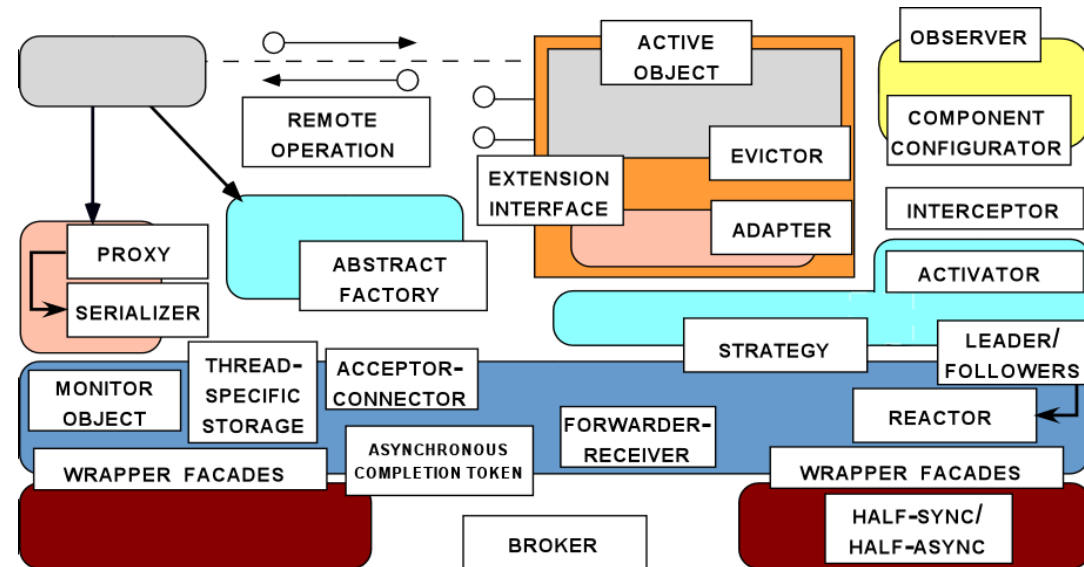 OBSERVER
ACTIVE
OBJECT
REMOTE
OPERATION
COMPONENT
CONFIGURATOR
EVICTOR
EXTENSION
INTERFACE
INTERCEPTOR
ADAPTER
PROXY
ABSTRACT
FACTORY
ACTIVATOR
SERIALIZER
STRATEGY
LEADER/
FOLLOWERS
THREAD-
SPECIFIC
STORAGE
ACCEPTOR-
CONNECTOR
MONITOR
OBJECT
REACTOR
FORWARDER-
RECEIVER
ASYNCHRONOUS
COMPLETION TOKEN
WRAPPER FACADES
WRAPPER FACADES
HALF-SYNC/
HALF-ASYNC
BROKER